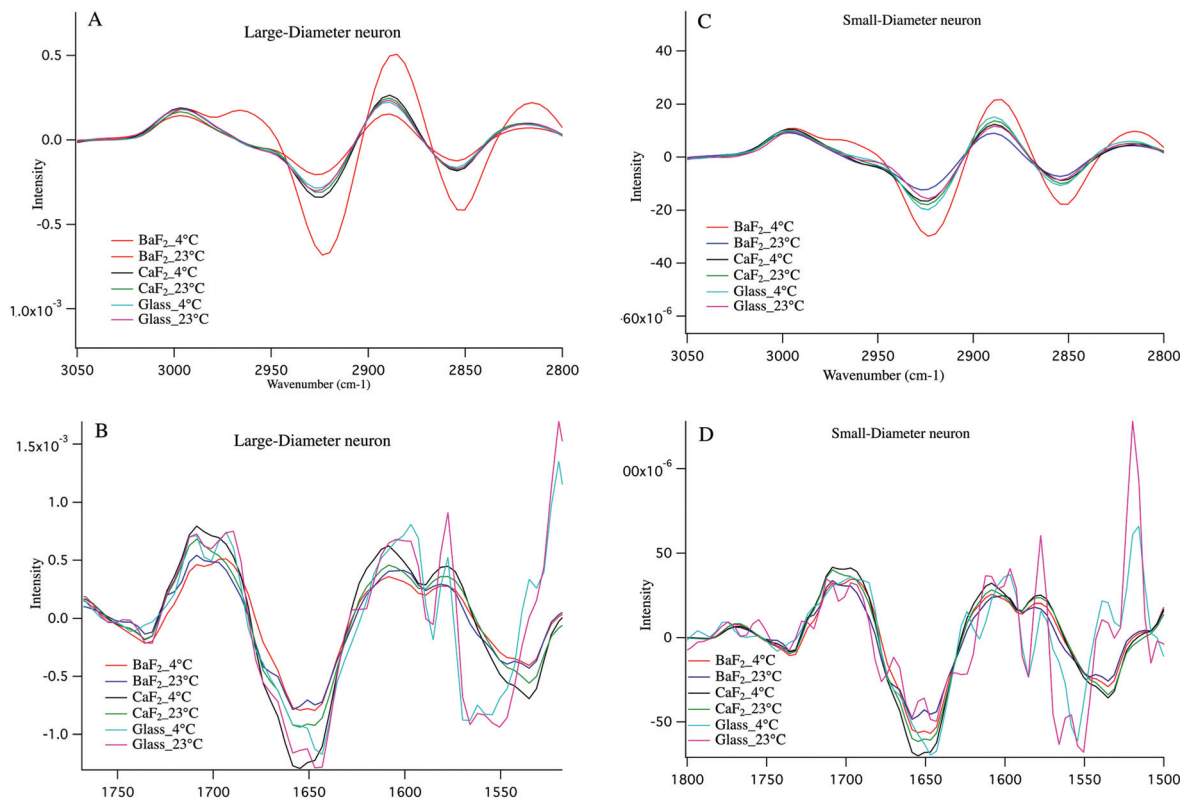 A
Large-Diameter neuron
0.5
0.0
-0.5
1.0x10-3
Intensity
BaF2_4°C
BaF2_23°C
CaF2_4°C
CaF2_23°C
Glass_4°C
Glass_23°C
3050 3000 2950 2900 2850 2800
Wavenumber (cm-1)
C
Small-Diameter neuron
40
20
0
-20
-40
-60x10-6
Intensity
BaF2_4°C
BaF2_23°C
CaF2_4°C
CaF2_23°C
Glass_4°C
Glass_23°C
3050 3000 2950 2900 2850 2800
Wavenumber (cm-1)
B
Large-Diameter neuron
1.5x10-3
1.0
0.5
0.0
-0.5
-1.0
Intensity
BaF2_4°C
BaF2_23°C
CaF2_4°C
CaF2_23°C
Glass_4°C
Glass_23°C
1750 1700 1650 1600 1550
D
Small-Diameter neuron
00x10-6
50
0
-50
Intensity
BaF2_4°C
BaF2_23°C
CaF2_4°C
CaF2_23°C
Glass_4°C
Glass_23°C
1800 1750 1700 1650 1600 1550 1500